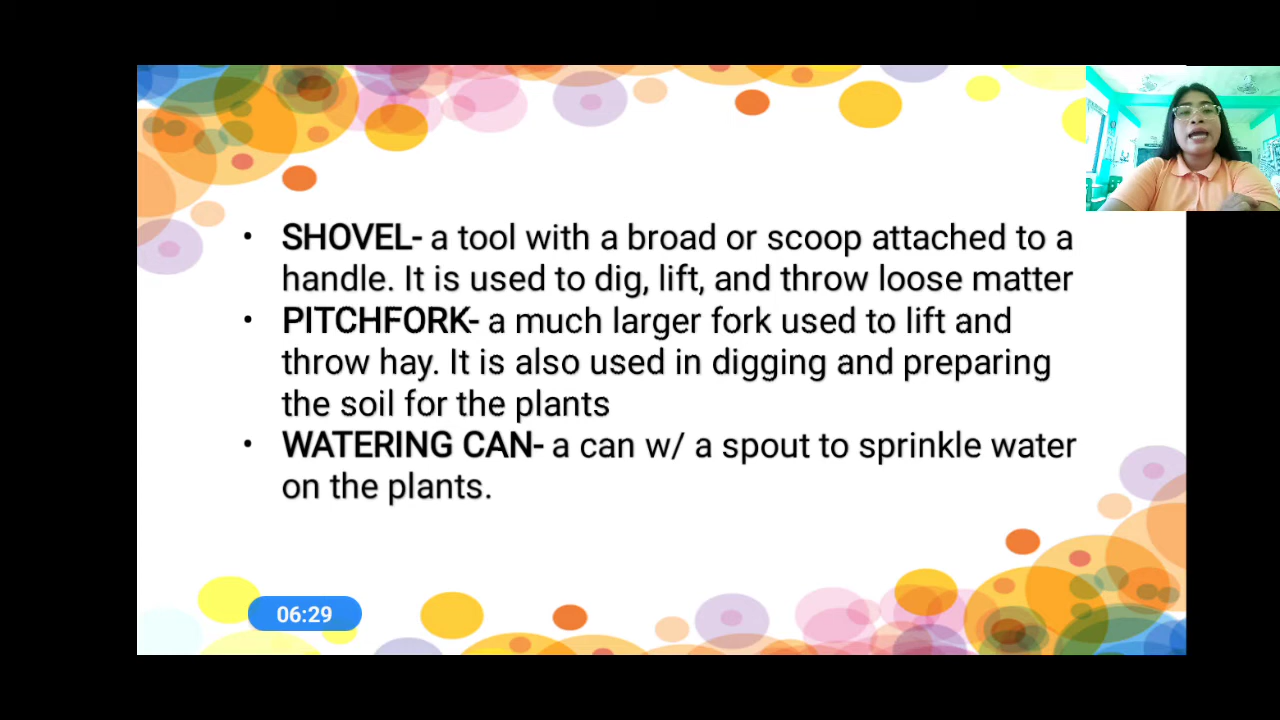 • SHOVEL- a tool with a broad or scoop attached to a
handle. It is used to dig, lift, and throw loose matter
• PITCHFORK- a much larger fork used to lift and
throw hay. It is also used in digging and preparing
the soil for the plants
• WATERING CAN- a can w/ a spout to sprinkle water
on the plants.
06:29